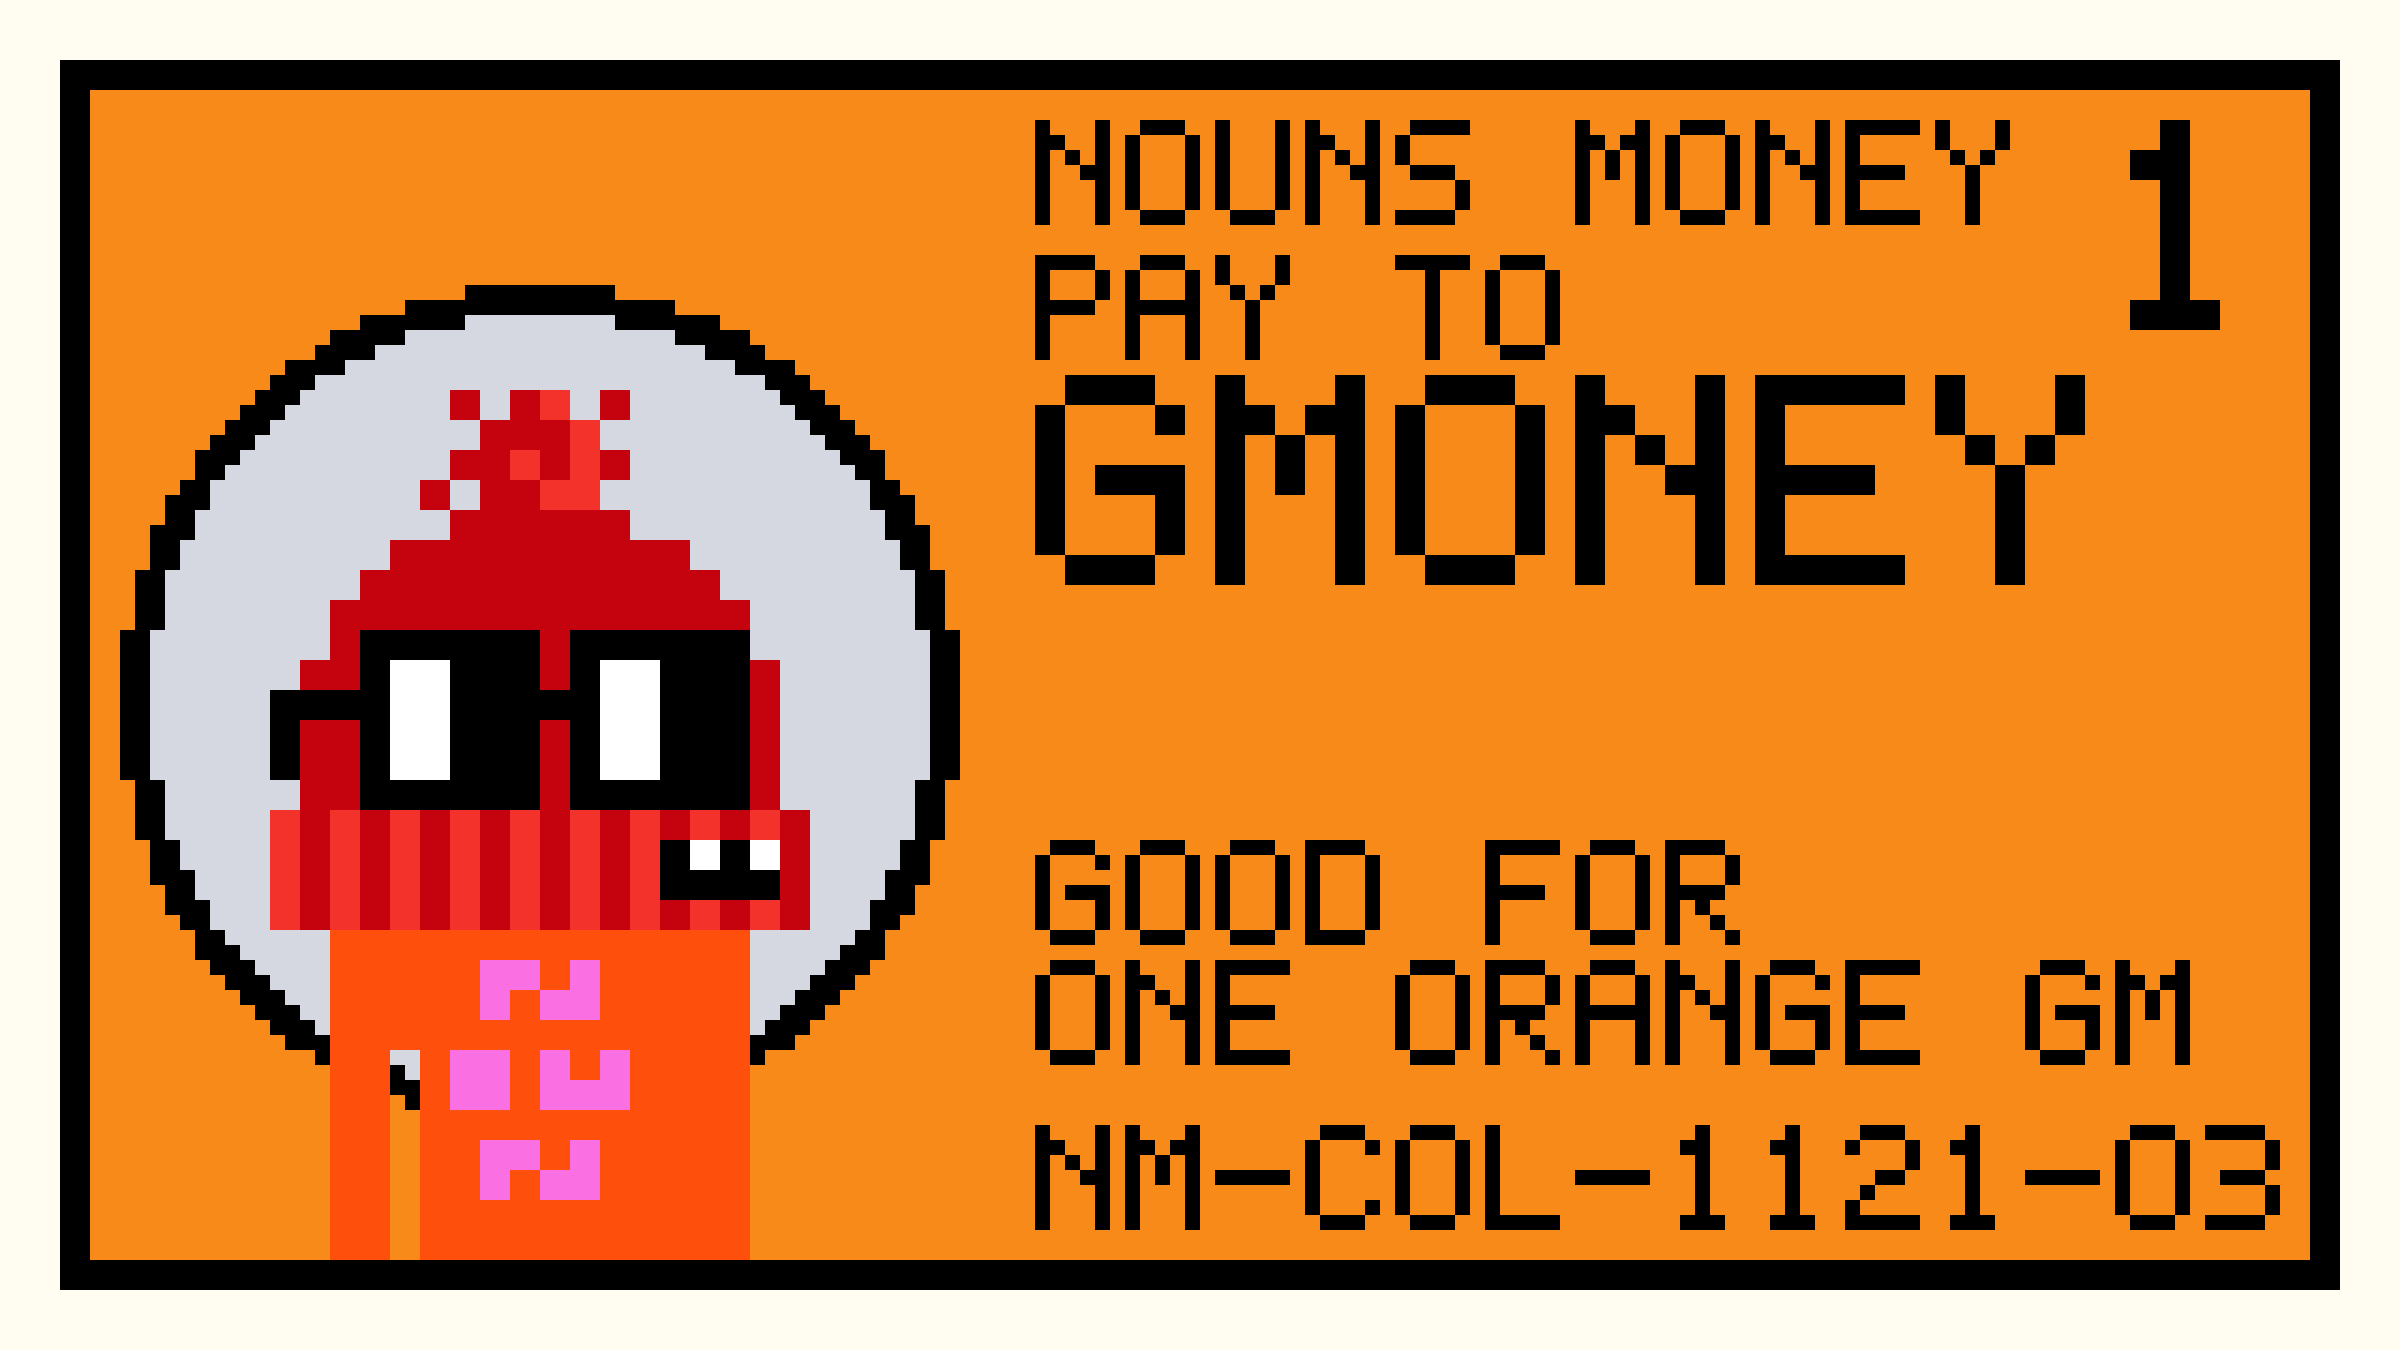 NOUNS MONEY 1
PAY TO
GMONEY
GOOD FOR
ONE ORANGE GM
NM-COL-1121-03